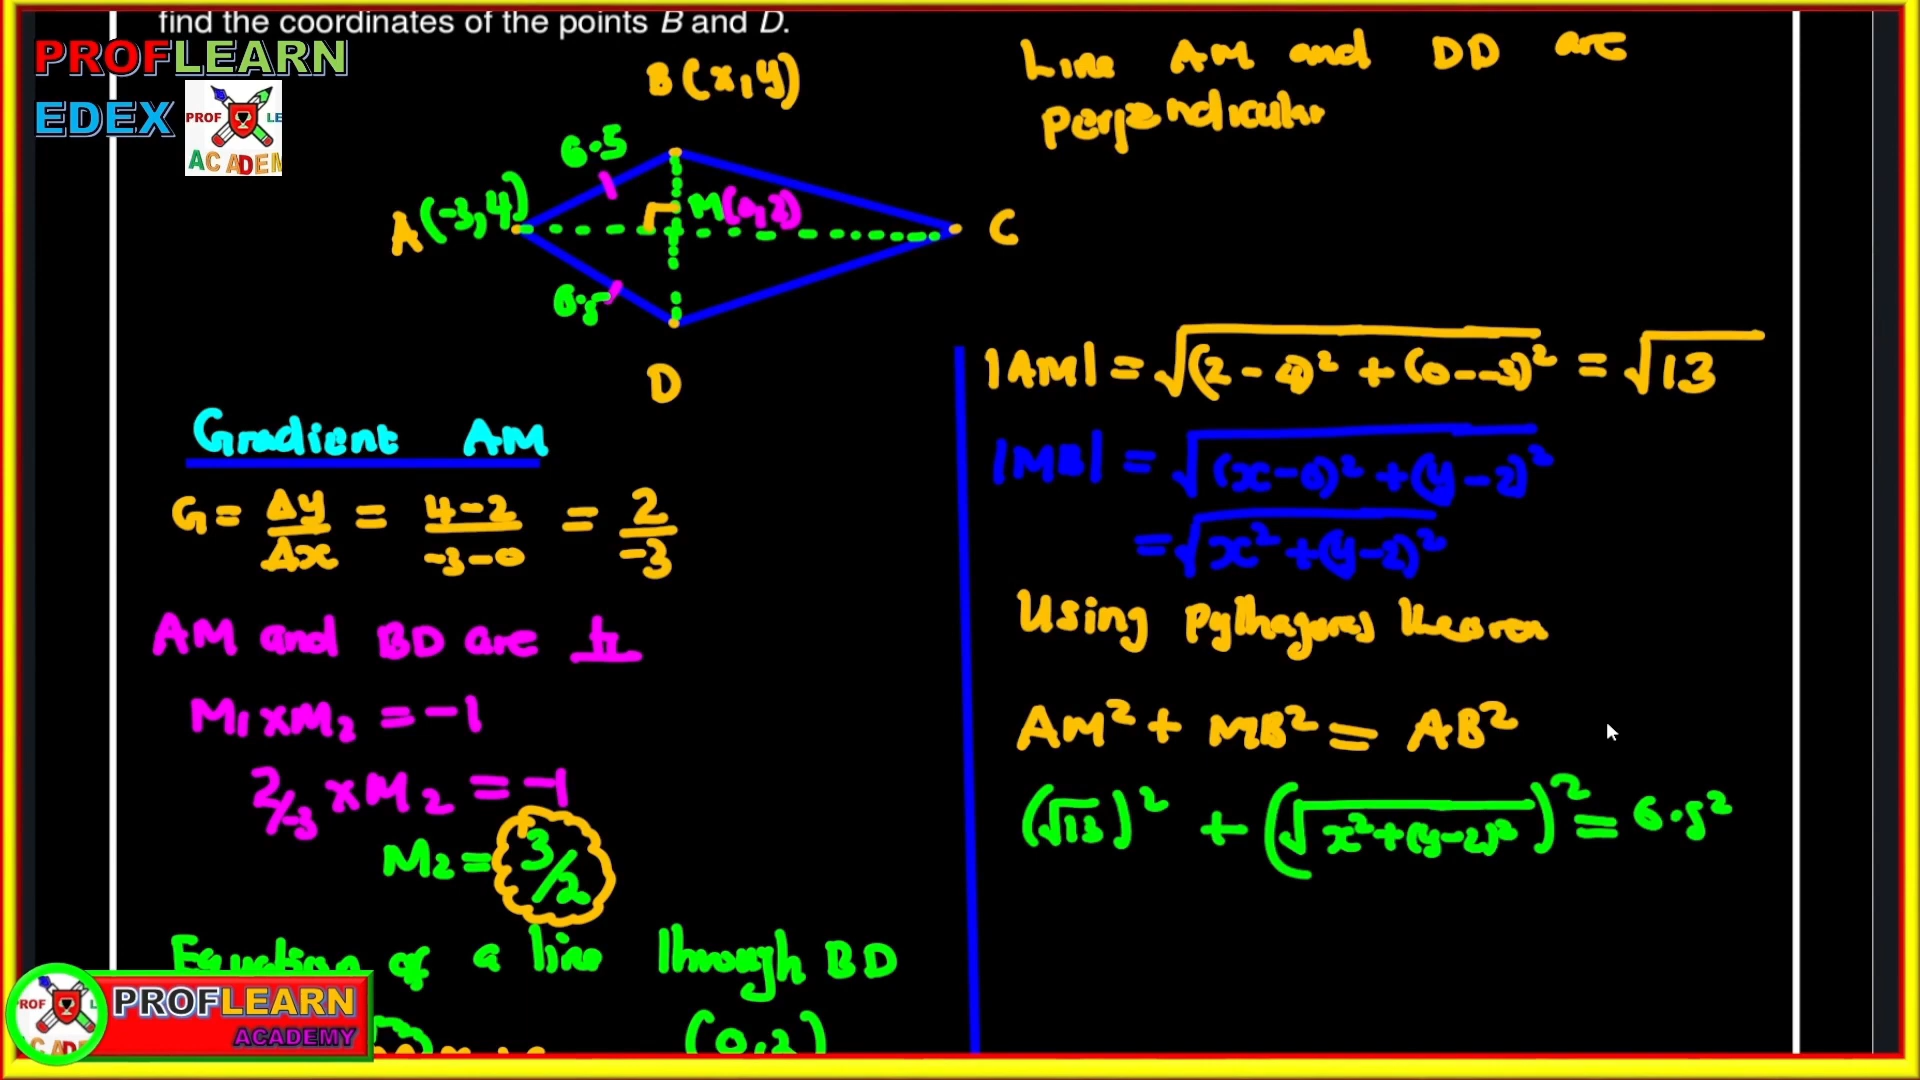 find the coordinates of the points B and D.
PROFLEARN
EDEX
PROF LE
ACADEM
B(x,y)
Line AM and DD are
perpendicular
6.5
A(-3,4)
M(0,2)
C
6.5
D
Gradient AM
G = Δy/Δx = 4-2/-3-0 = 2/-3
AM and BD are
M1 x M2 = -1
2/-3 x M2 = -1
M2 = 3/2
Equation of a line through BD
(0,2)
|AM| = √(2-4)² + (0--3)² = √13
|MB| = √(x-0)² + (y-2)²
= √x² + (y-2)²
Using Pythagoras theorem
AM² + MB² = AB²
(√13)² + (√x²+(y-2)²)² = 6.5²
PROFLEARN
ACADEMY